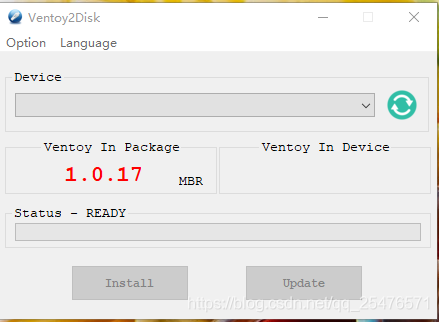 Ventoy2Disk
Option Language
Device
Ventoy In Package Ventoy In Device
1.0.17 MBR
Status - READY
Install Update
https://blog.csdn.net/qq_25476571